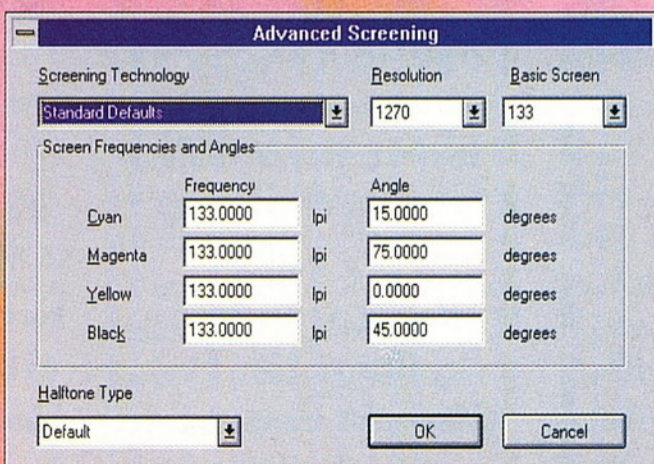 Advanced Screening
Screening Technology Resolution Basic Screen
Standard Defaults 1270 133
Screen Frequencies and Angles
Frequency Angle
Cyan 133.0000 lpi 15.0000 degrees
Magenta 133.0000 lpi 75.0000 degrees
Yellow 133.0000 lpi 0.0000 degrees
Black 133.0000 lpi 45.0000 degrees
Halftone Type
Default OK Cancel